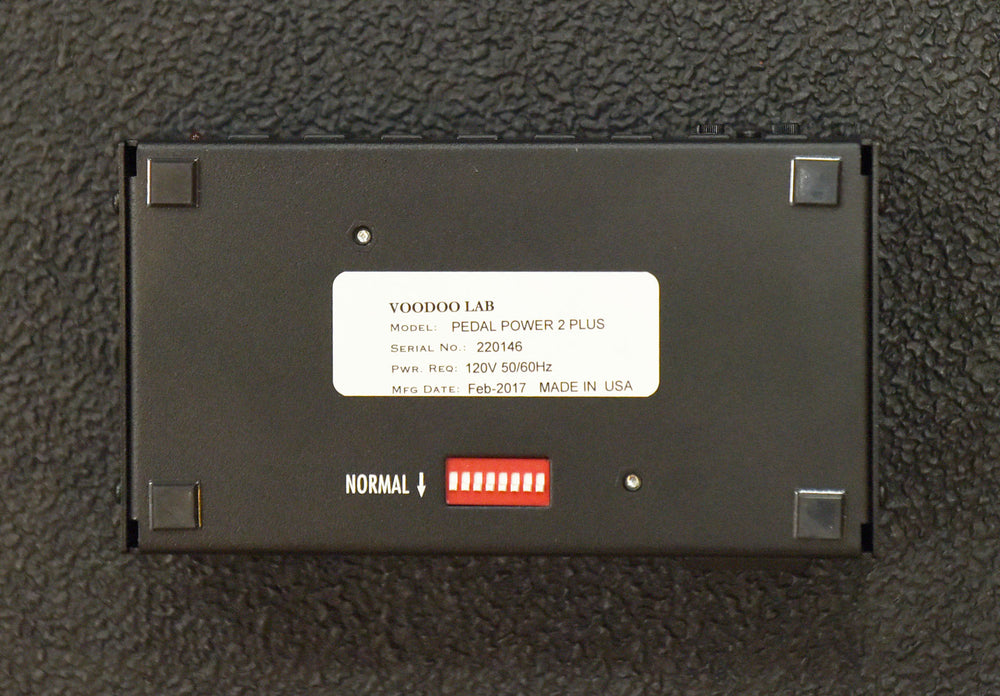 VOODOO LAB
MODEL: PEDAL POWER 2 PLUS
SERIAL NO.: 220146
PWR. REQ: 120V 50/60Hz
MFG DATE: Feb-2017 MADE IN USA
NORMAL ↓